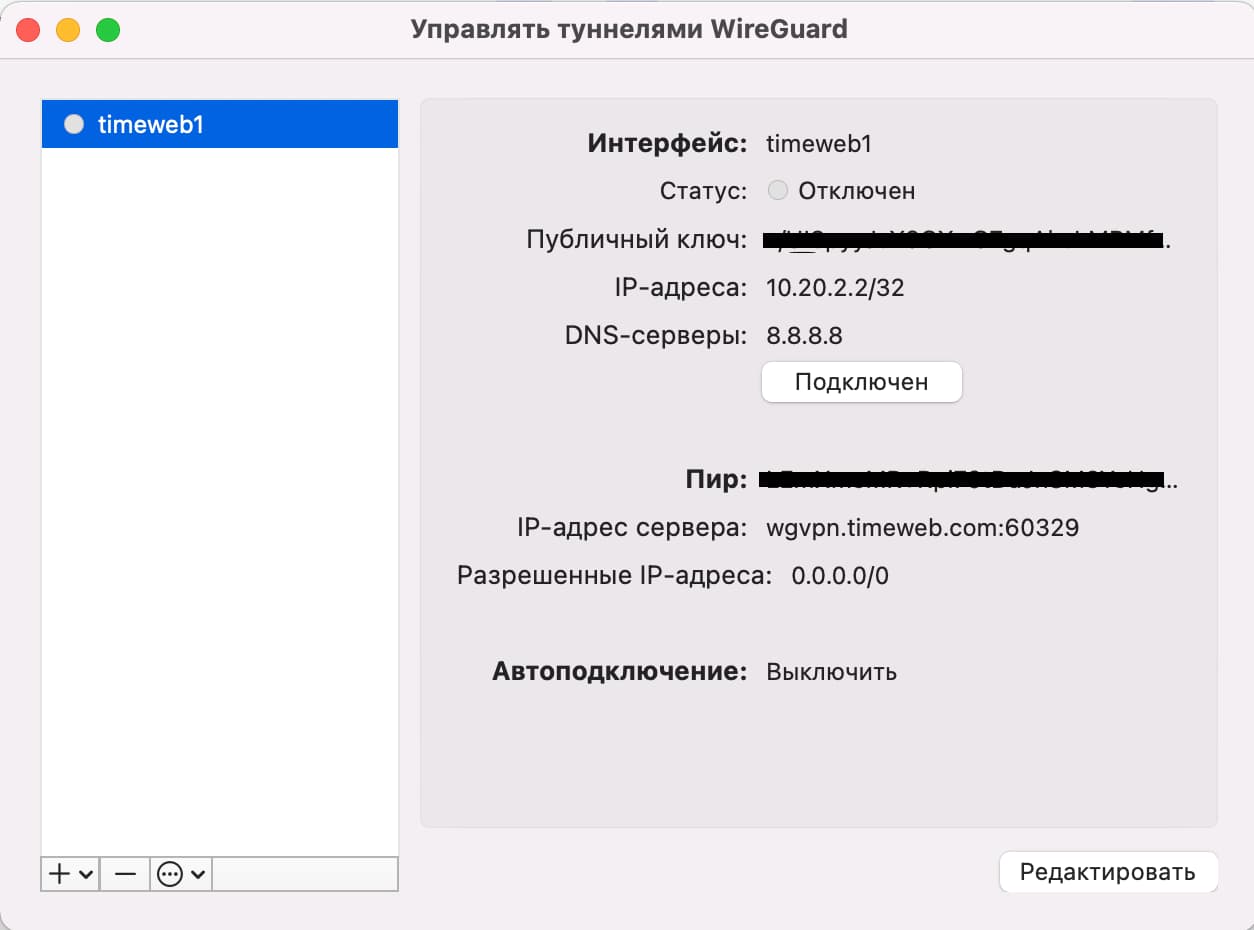 Управлять туннелями WireGuard
timeweb1
Интерфейс: timeweb1
Статус: Отключен
Публичный ключ:
IP-адреса: 10.20.2.2/32
DNS-серверы: 8.8.8.8
Подключен
Пир:
IP-адрес сервера: wgvpn.timeweb.com:60329
Разрешенные IP-адреса: 0.0.0.0/0
Автоподключение: Выключить
Редактировать